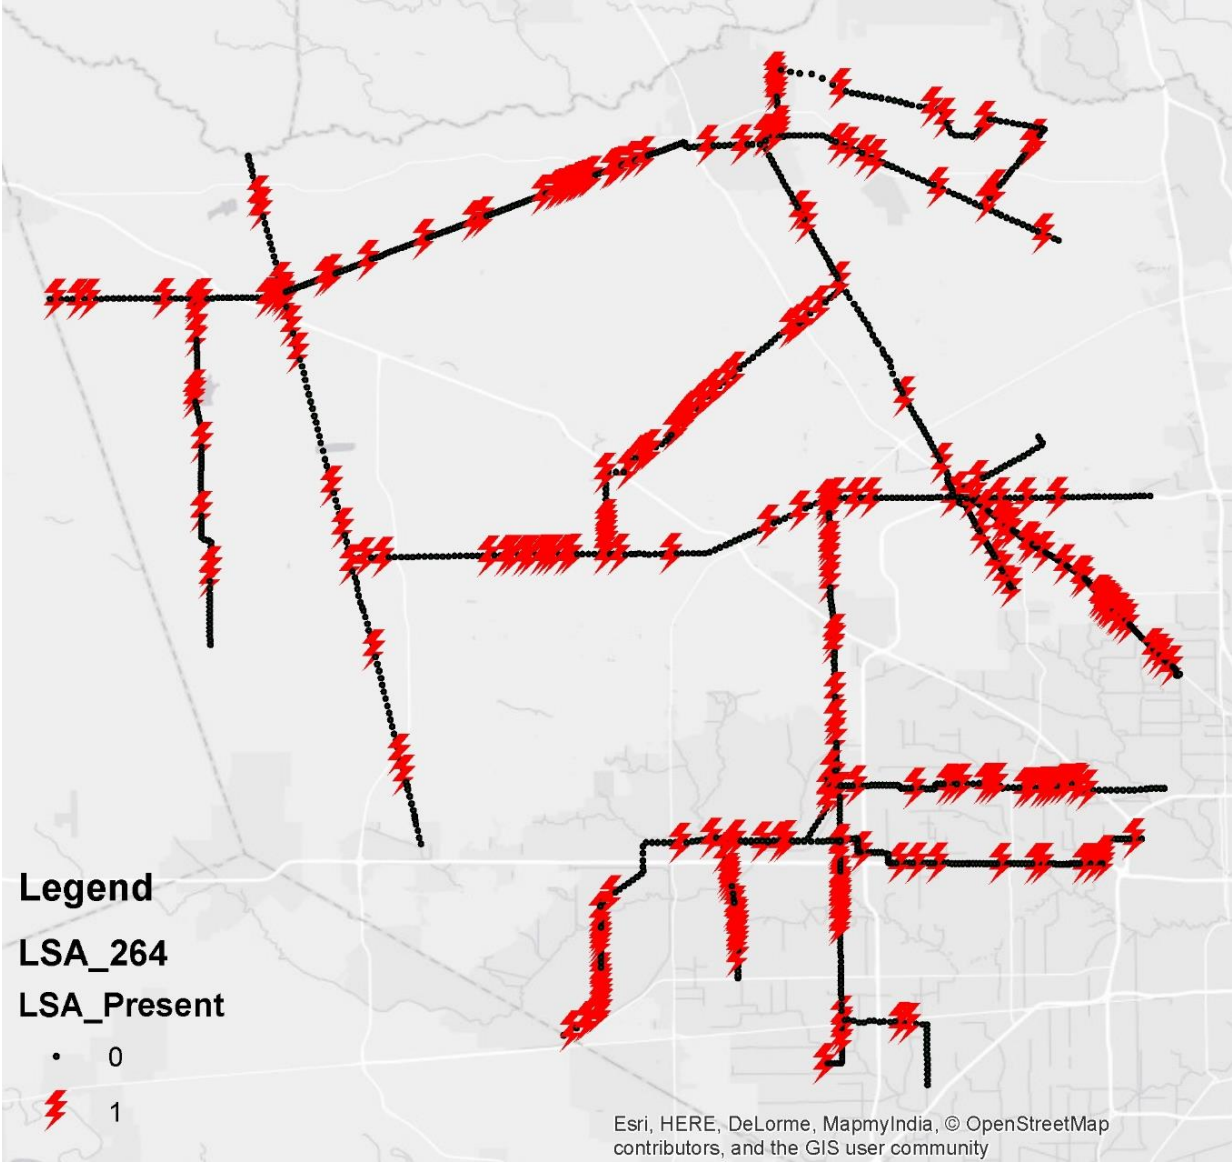 Legend
LSA_264
LSA_Present
0
1
Esri, HERE, DeLorme, MapmyIndia, © OpenStreetMap
contributors, and the GIS user community